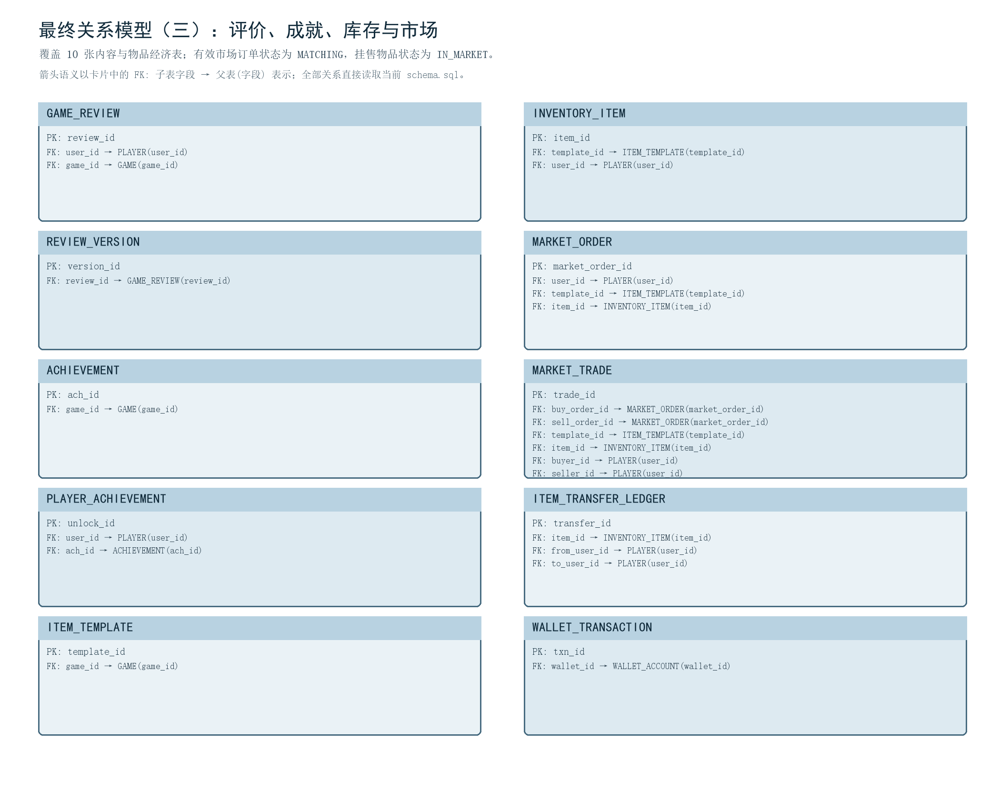 最终关系模型（三）：评价、成就、库存与市场
覆盖 10 张内容与物品经济表；有效市场订单状态为 MATCHING，挂售物品状态为 IN_MARKET。
箭头语义以卡片中的 FK: 子表字段 → 父表(字段) 表示；全部关系直接读取当前 schema.sql。
GAME_REVIEW
PK: review_id
FK: user_id → PLAYER(user_id)
FK: game_id → GAME(game_id)
REVIEW_VERSION
PK: version_id
FK: review_id → GAME_REVIEW(review_id)
ACHIEVEMENT
PK: ach_id
FK: game_id → GAME(game_id)
PLAYER_ACHIEVEMENT
PK: unlock_id
FK: user_id → PLAYER(user_id)
FK: ach_id → ACHIEVEMENT(ach_id)
ITEM_TEMPLATE
PK: template_id
FK: game_id → GAME(game_id)
INVENTORY_ITEM
PK: item_id
FK: template_id → ITEM_TEMPLATE(template_id)
FK: user_id → PLAYER(user_id)
MARKET_ORDER
PK: market_order_id
FK: user_id → PLAYER(user_id)
FK: template_id → ITEM_TEMPLATE(template_id)
FK: item_id → INVENTORY_ITEM(item_id)
MARKET_TRADE
PK: trade_id
FK: buy_order_id → MARKET_ORDER(market_order_id)
FK: sell_order_id → MARKET_ORDER(market_order_id)
FK: template_id → ITEM_TEMPLATE(template_id)
FK: item_id → INVENTORY_ITEM(item_id)
FK: buyer_id → PLAYER(user_id)
FK: seller_id → PLAYER(user_id)
ITEM_TRANSFER_LEDGER
PK: transfer_id
FK: item_id → INVENTORY_ITEM(item_id)
FK: from_user_id → PLAYER(user_id)
FK: to_user_id → PLAYER(user_id)
WALLET_TRANSACTION
PK: txn_id
FK: wallet_id → WALLET_ACCOUNT(wallet_id)